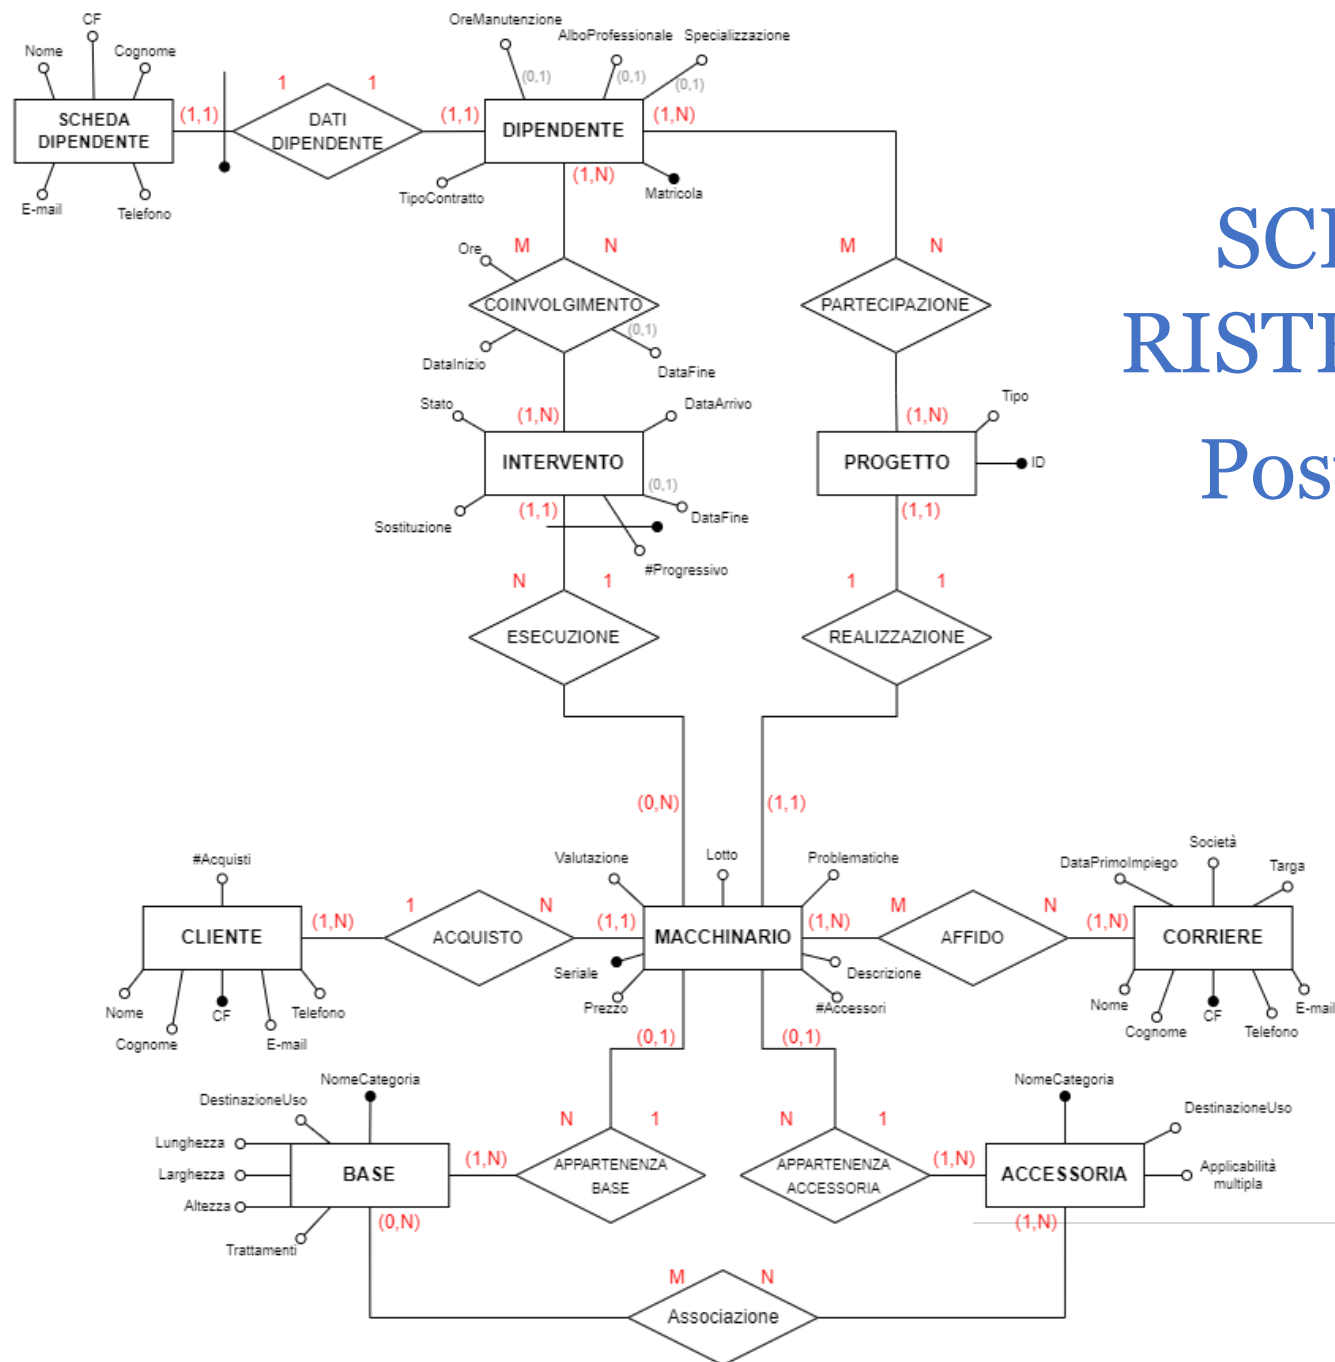 CF
Nome
Cognome
SCHEDA
DIPENDENTE
E-mail
Telefono
(1,1)
1 1
DATI
DIPENDENTE
(1,1)
OreManutenzione
AlboProfessionale
Specializzazione
(0,1)
(0,1)
(0,1)
DIPENDENTE
(1,N)
TipoContratto
(1,N)
Matricola
M N
Ore
COINVOLGIMENTO
(0,1)
DataInizio
DataFine
M N
PARTECIPAZIONE
Stato
(1,N)
DataArrivo
INTERVENTO
(0,1)
Sostituzione
(1,1)
DataFine
#Progressivo
(1,N)
Tipo
PROGETTO
ID
(1,1)
N 1
ESECUZIONE
1 1
REALIZZAZIONE
(0,N)
(1,1)
#Acquisti
CLIENTE
(1,N)
Nome
Cognome
CF
E-mail
Telefono
1 N
ACQUISTO
(1,1)
Valutazione
Lotto
Problematiche
MACCHINARIO
(1,N)
Seriale
Prezzo
Descrizione
#Accessori
M N
AFFIDO
(1,N)
DataPrimoImpiego
Società
Targa
CORRIERE
Nome
Cognome
CF
Telefono
E-mail
(0,1)
(0,1)
NomeCategoria
DestinazioneUso
Lunghezza
Larghezza
Altezza
Trattamenti
BASE
(1,N)
(0,N)
N 1
APPARTENENZA
BASE
N 1
APPARTENENZA
ACCESSORIA
(1,N)
NomeCategoria
DestinazioneUso
ACCESSORIA
Applicabilità
multipla
(1,N)
M N
Associazione